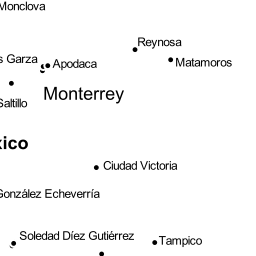 Monclova
Reynosa
s Garza
Apodaca
Matamoros
Monterrey
Saltillo
xico
Ciudad Victoria
González Echeverría
Soledad Díez Gutiérrez
Tampico